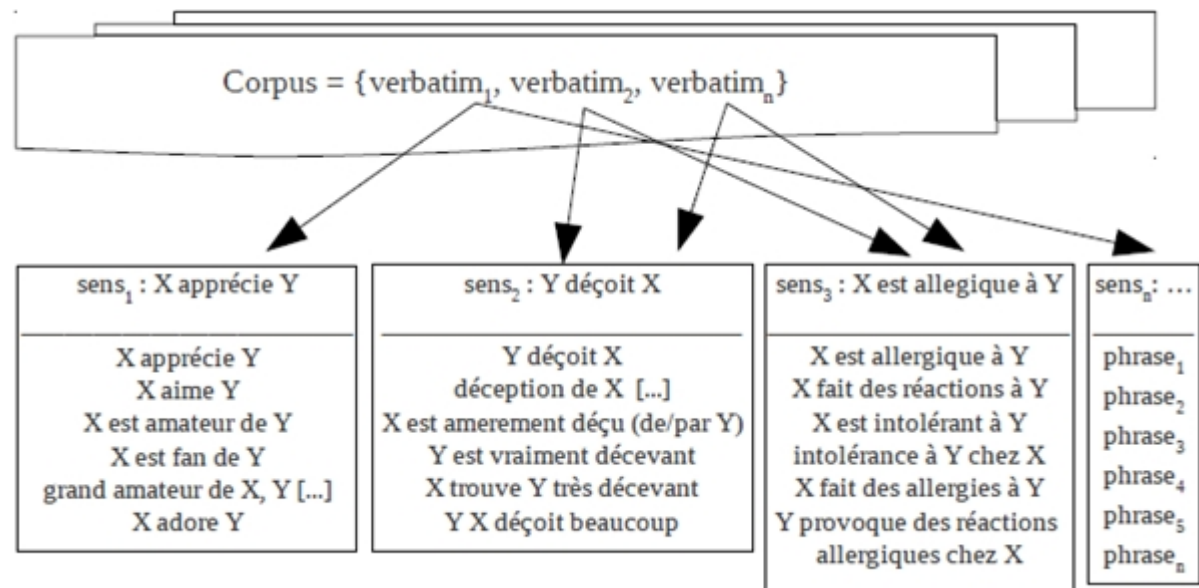 Corpus = {verbatim₁, verbatim₂, verbatimₙ}
sens₁ : X apprécie Y
X apprécie Y
X aime Y
X est amateur de Y
X est fan de Y
grand amateur de X, Y [...]
X adore Y
sens₂ : Y déçoit X
Y déçoit X
déception de X [...]
X est amerement déçu (de/par Y)
Y est vraiment décevant
X trouve Y très décevant
Y X déçoit beaucoup
sens₃ : X est allegique à Y
X est allergique à Y
X fait des réactions à Y
X est intolérant à Y
intolérance à Y chez X
X fait des allergies à Y
Y provoque des réactions
allergiques chez X
sensₙ: ...
phrase₁
phrase₂
phrase₃
phrase₄
phrase₅
phraseₙ